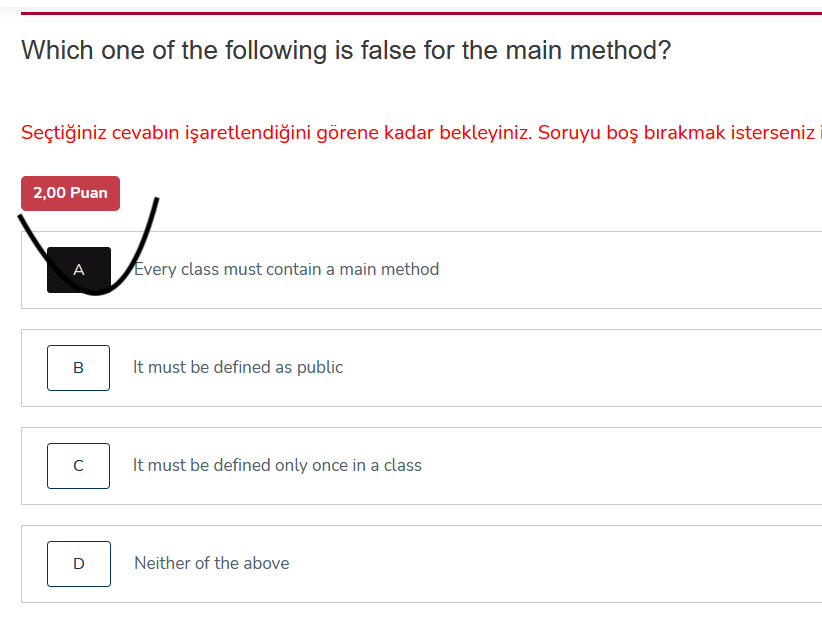 Which one of the following is false for the main method?
Seçtiğiniz cevabın işaretlendiğini görene kadar bekleyiniz. Soruyu boş bırakmak isterseniz
2,00 Puan
A Every class must contain a main method
B It must be defined as public
C It must be defined only once in a class
D Neither of the above